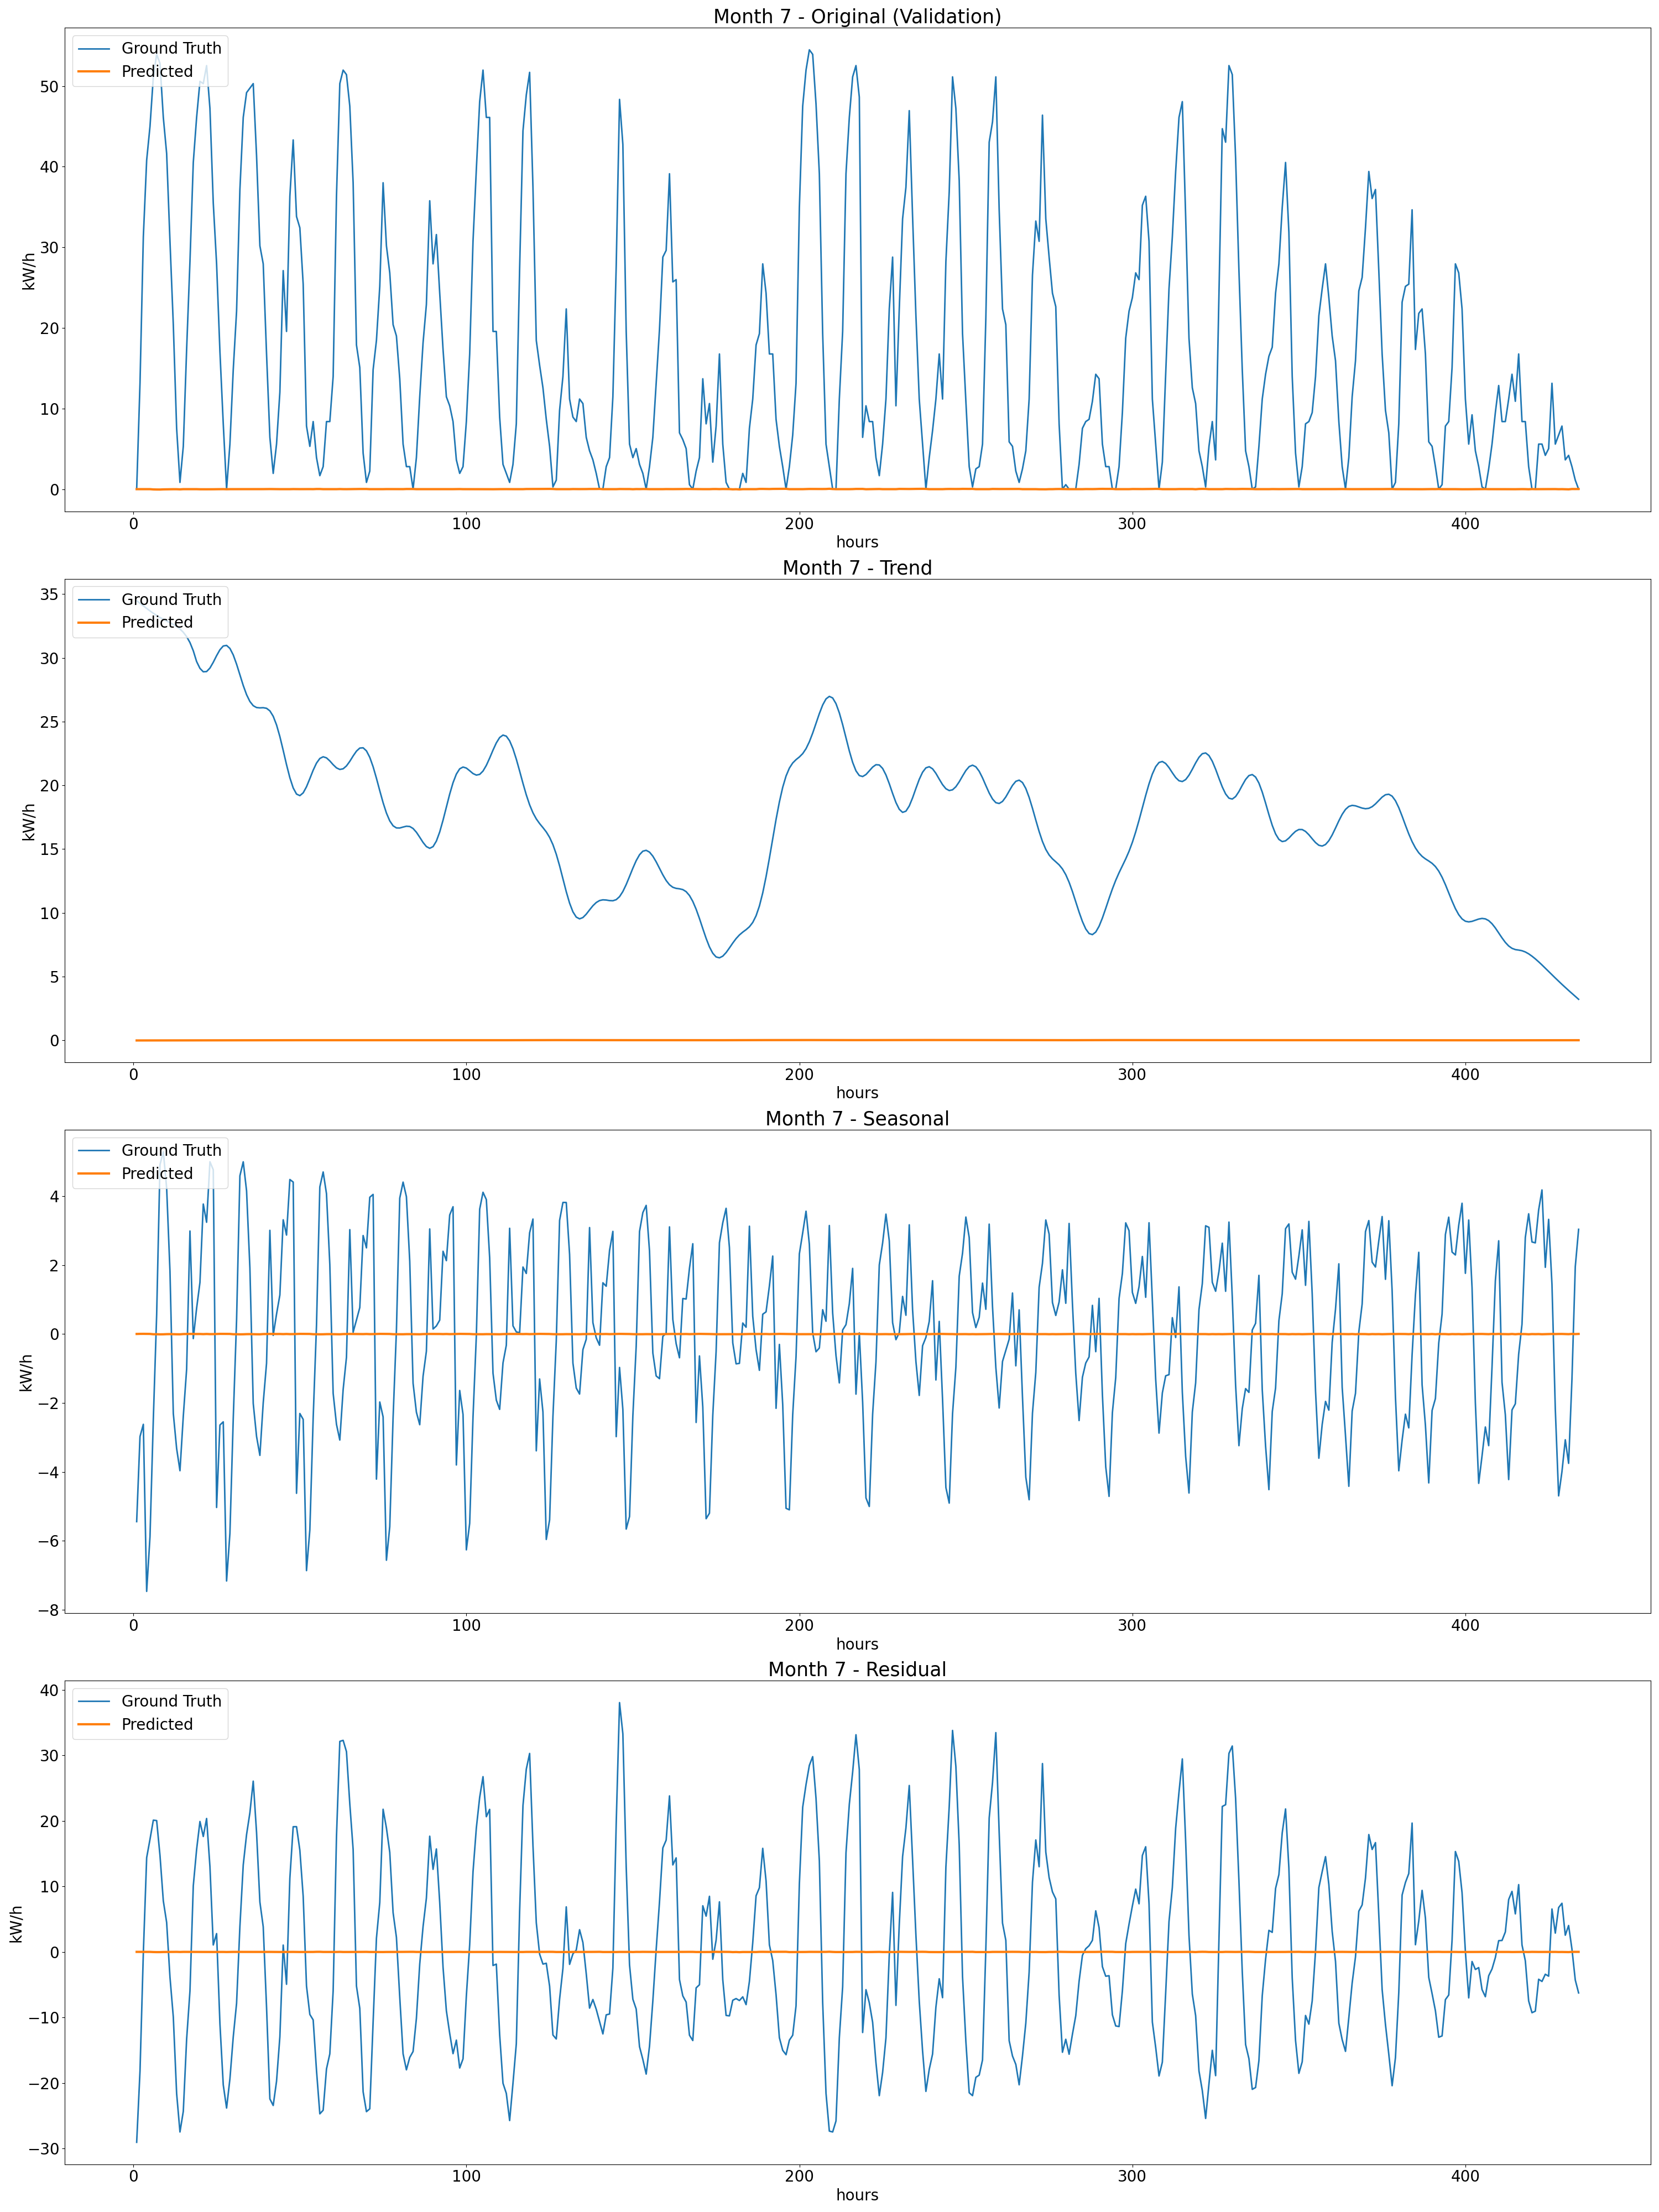 Month 7 - Original (Validation)
Ground Truth
Predicted
kW/h
50
40
30
20
10
0
0 100 200 300 400
hours
Month 7 - Trend
Ground Truth
Predicted
kW/h
35
30
25
20
15
10
5
0
0 100 200 300 400
hours
Month 7 - Seasonal
Ground Truth
Predicted
kW/h
4
2
0
−2
−4
−6
−8
0 100 200 300 400
hours
Month 7 - Residual
Ground Truth
Predicted
kW/h
40
30
20
10
0
−10
−20
−30
0 100 200 300 400
hours